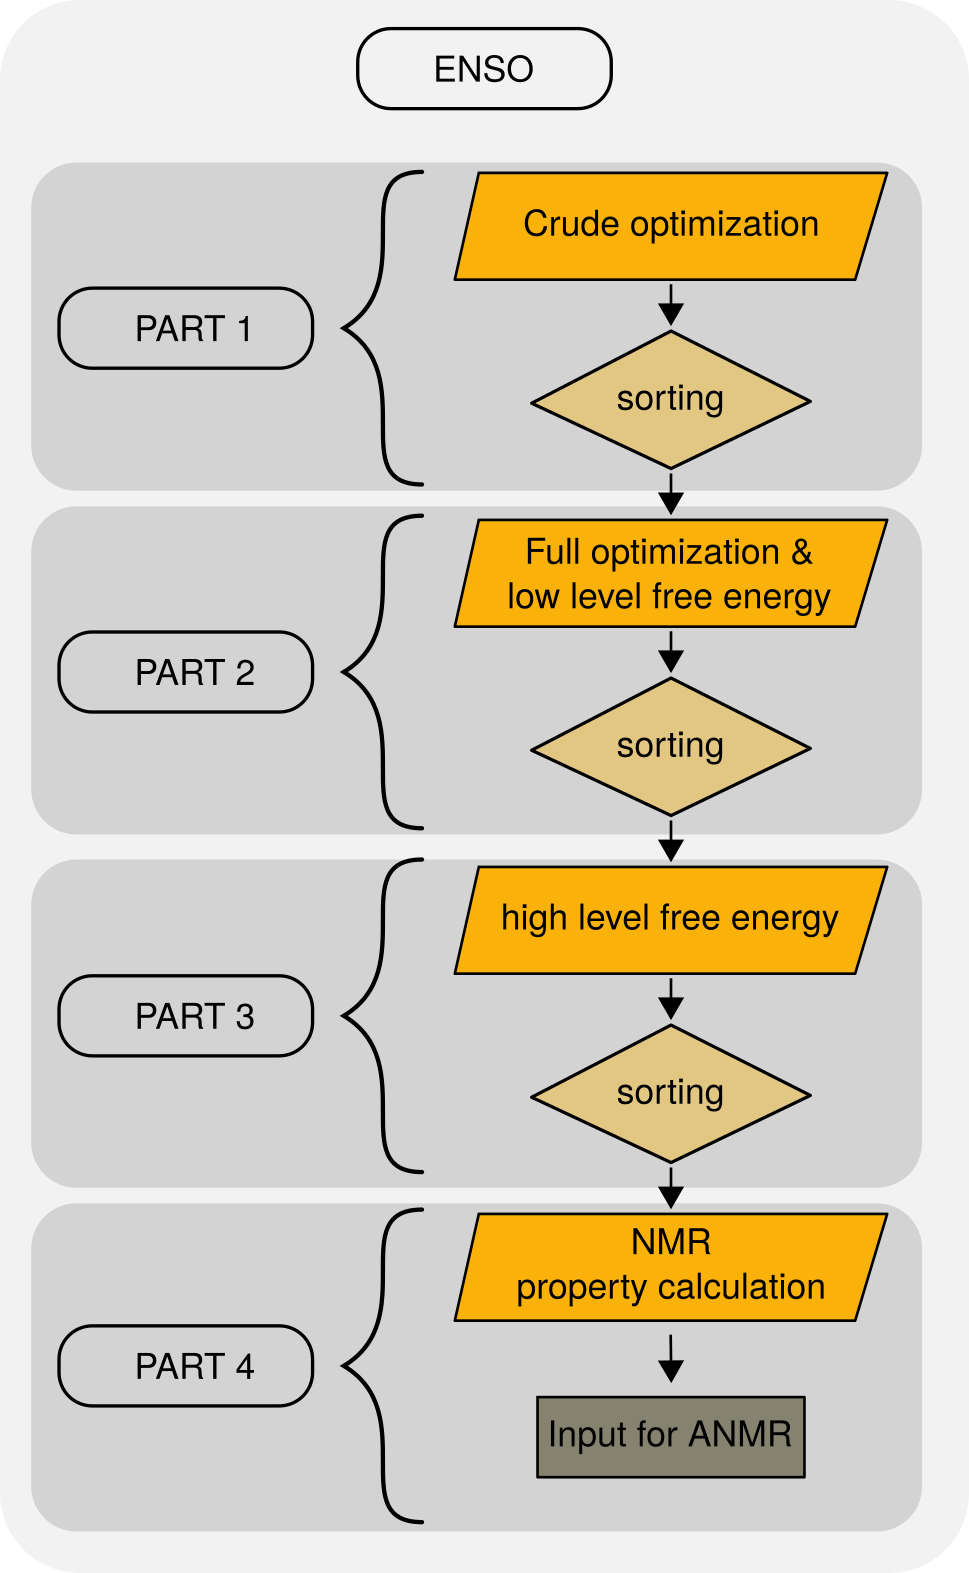 ENSO
PART 1
Crude optimization
sorting
PART 2
Full optimization &
low level free energy
sorting
PART 3
high level free energy
sorting
PART 4
NMR
property calculation
Input for ANMR